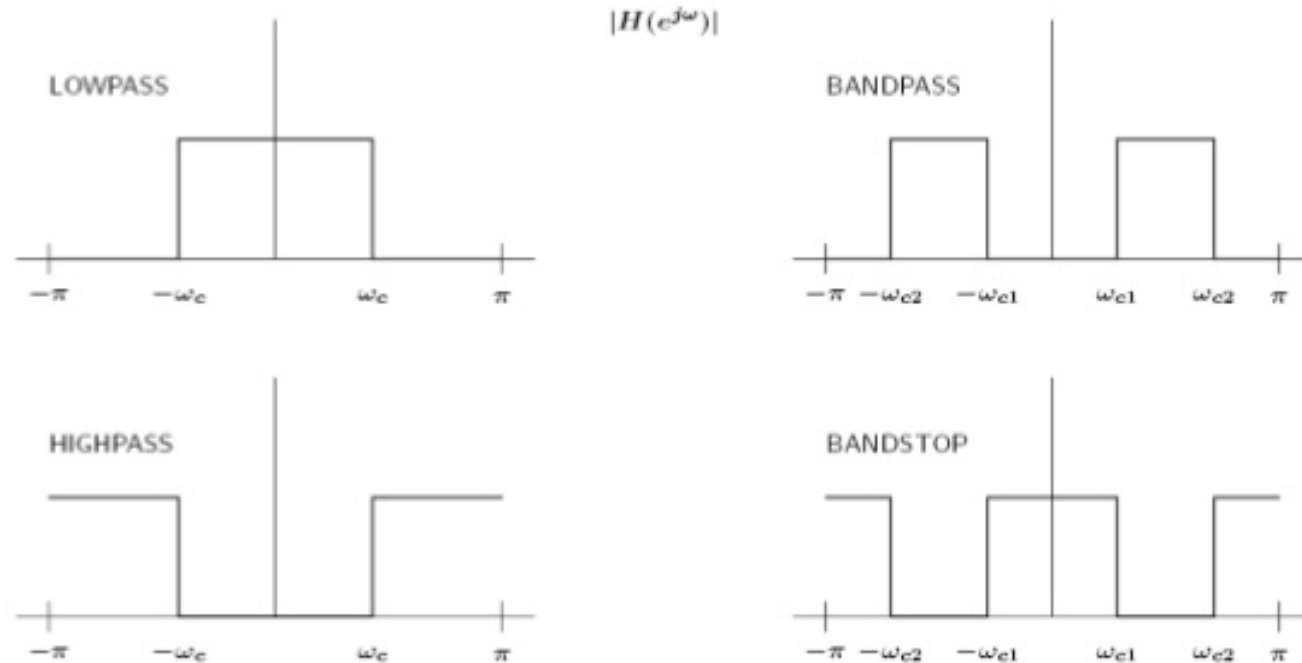 |H(e^{jω})|
LOWPASS
−π −ω_c ω_c π
BANDPASS
−π −ω_{c2} −ω_{c1} ω_{c1} ω_{c2} π
HIGHPASS
−π −ω_c ω_c π
BANDSTOP
−π −ω_{c2} −ω_{c1} ω_{c1} ω_{c2} π